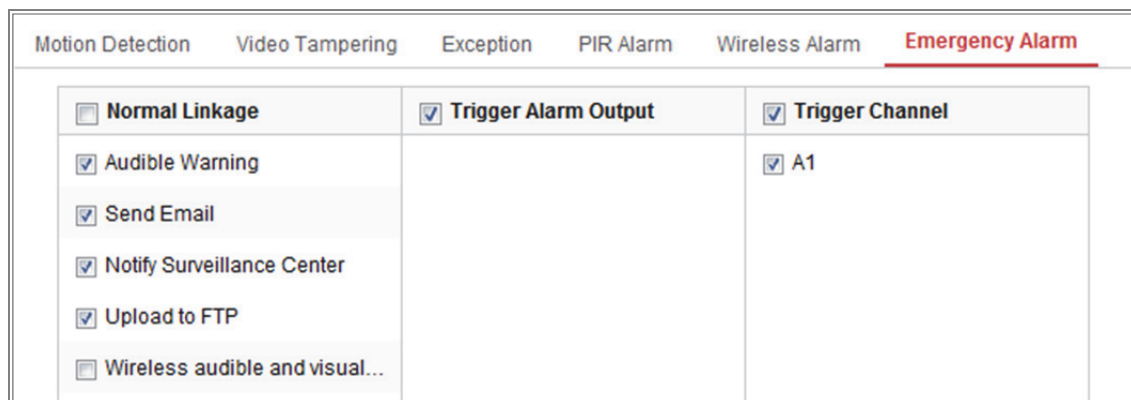 Motion Detection Video Tampering Exception PIR Alarm Wireless Alarm Emergency Alarm
Normal Linkage Trigger Alarm Output Trigger Channel
Audible Warning A1
Send Email
Notify Surveillance Center
Upload to FTP
Wireless audible and visual...